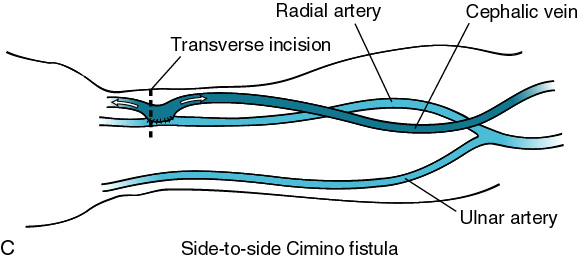 Radial artery
Cephalic vein
Transverse incision
Ulnar artery
C
Side-to-side Cimino fistula